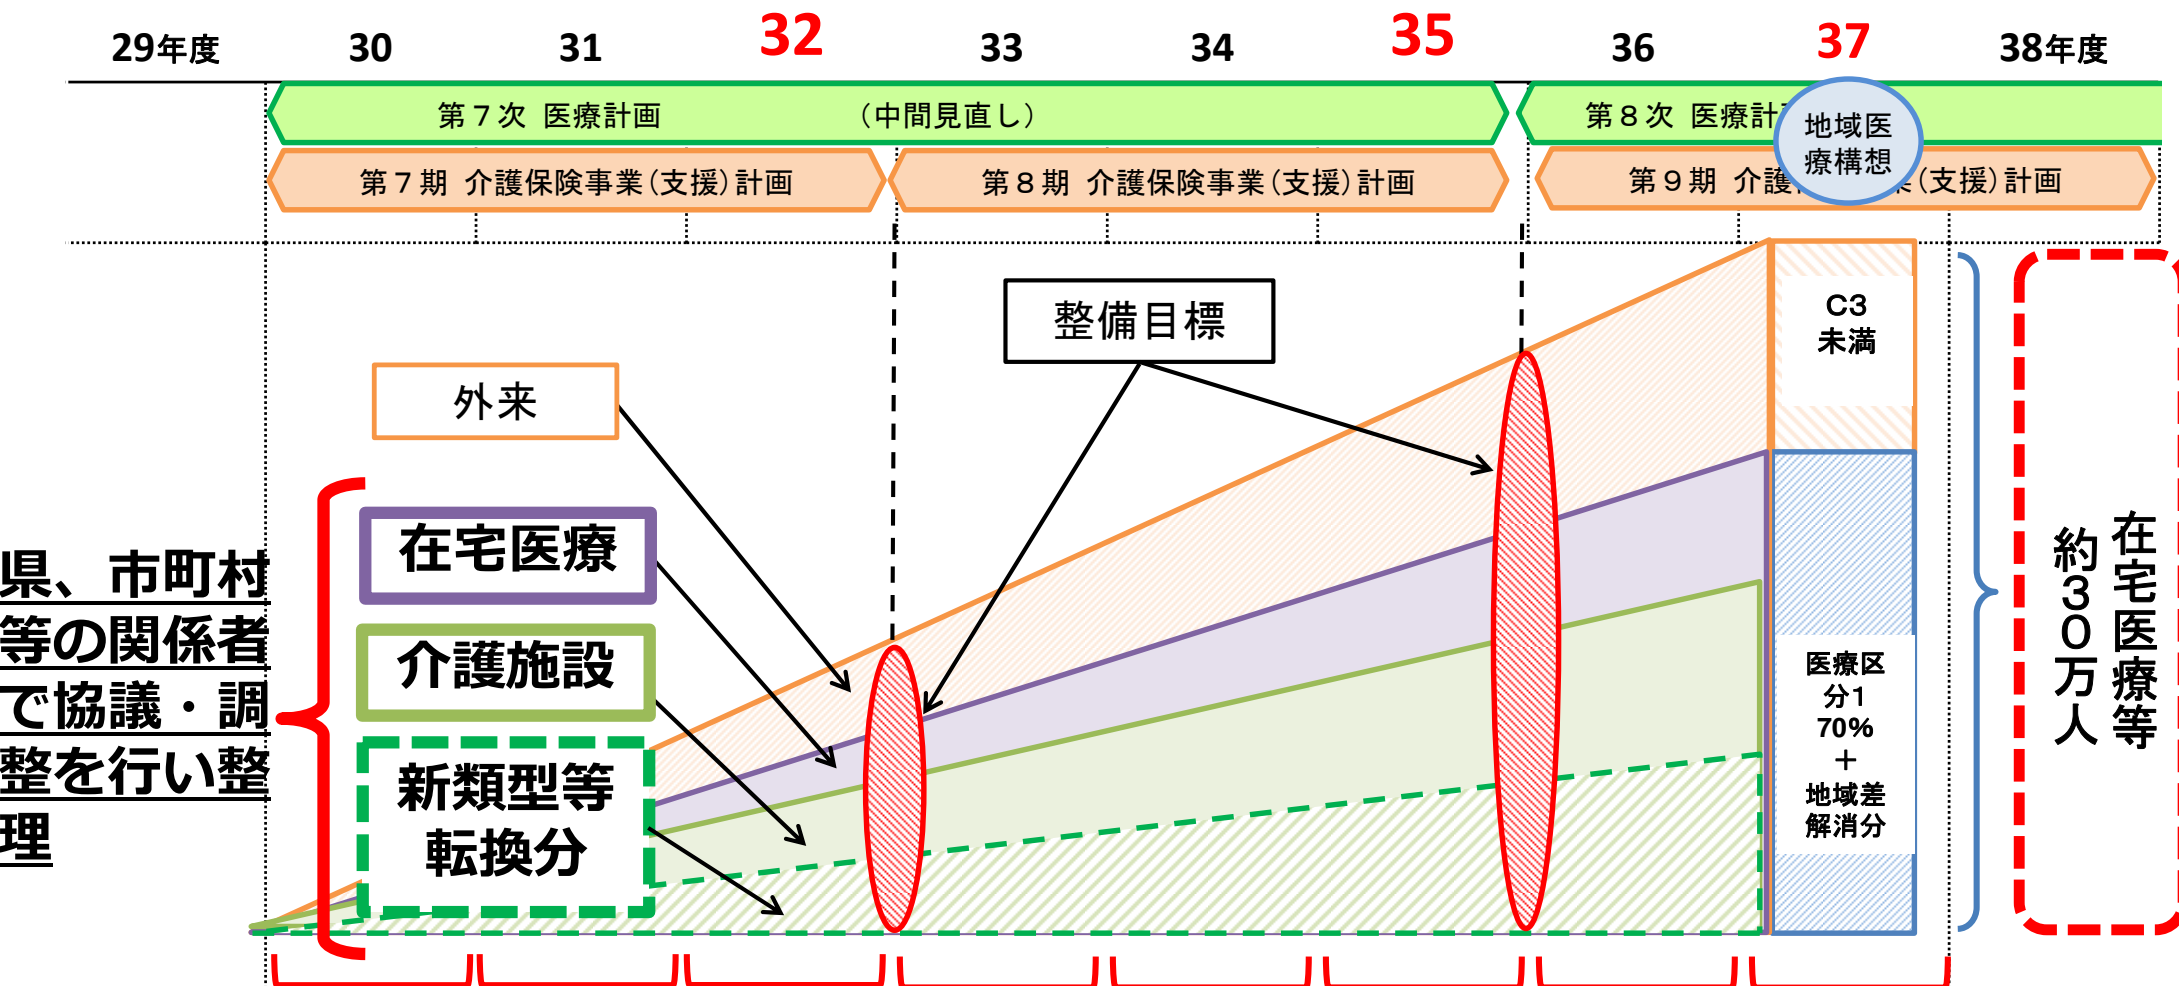 29年度 30 31 32 33 34 35 36 37 38年度
第７次 医療計画 （中間見直し）
第８次 医療計
地域医
療構想
第７期 介護保険事業（支援）計画
第８期 介護保険事業（支援）計画
第９期 介護
（支援）計画
整備目標
外来
在宅医療
介護施設
新類型等
転換分
県、市町村
等の関係者
で協議・調
整を行い整
理
C3
未満
医療区
分1
70%
＋
地域差
解消分
在宅医療等
約３０万人